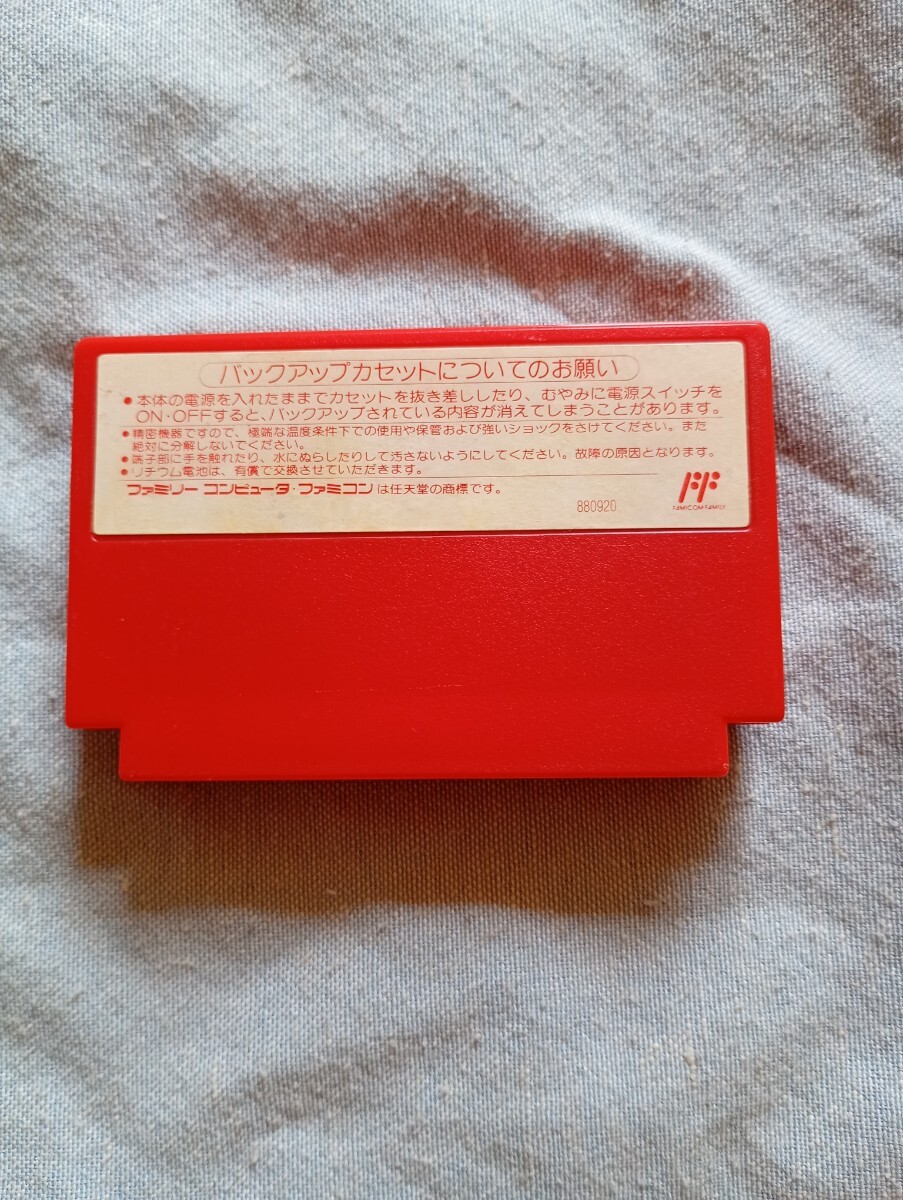 バックアップカセットについてのお願い
● 本体の電源を入れたままでカセットを抜き差ししたり、むやみに電源スイッチを
ON・OFFすると、バックアップされている内容が消えてしまうことがあります。
● 精密機器ですので、極端な温度条件下での使用や保管および強いショックをさけてください。また
絶対に分解しないでください。
● 端子部に手を触れたり、水にぬらしたりして汚さないようにしてください。故障の原因となります。
● リチウム電池は、有償で交換させていただきます。
ファミリー コンピュータ・ファミコンは任天堂の商標です。
880920
FAMICOM FAMILY